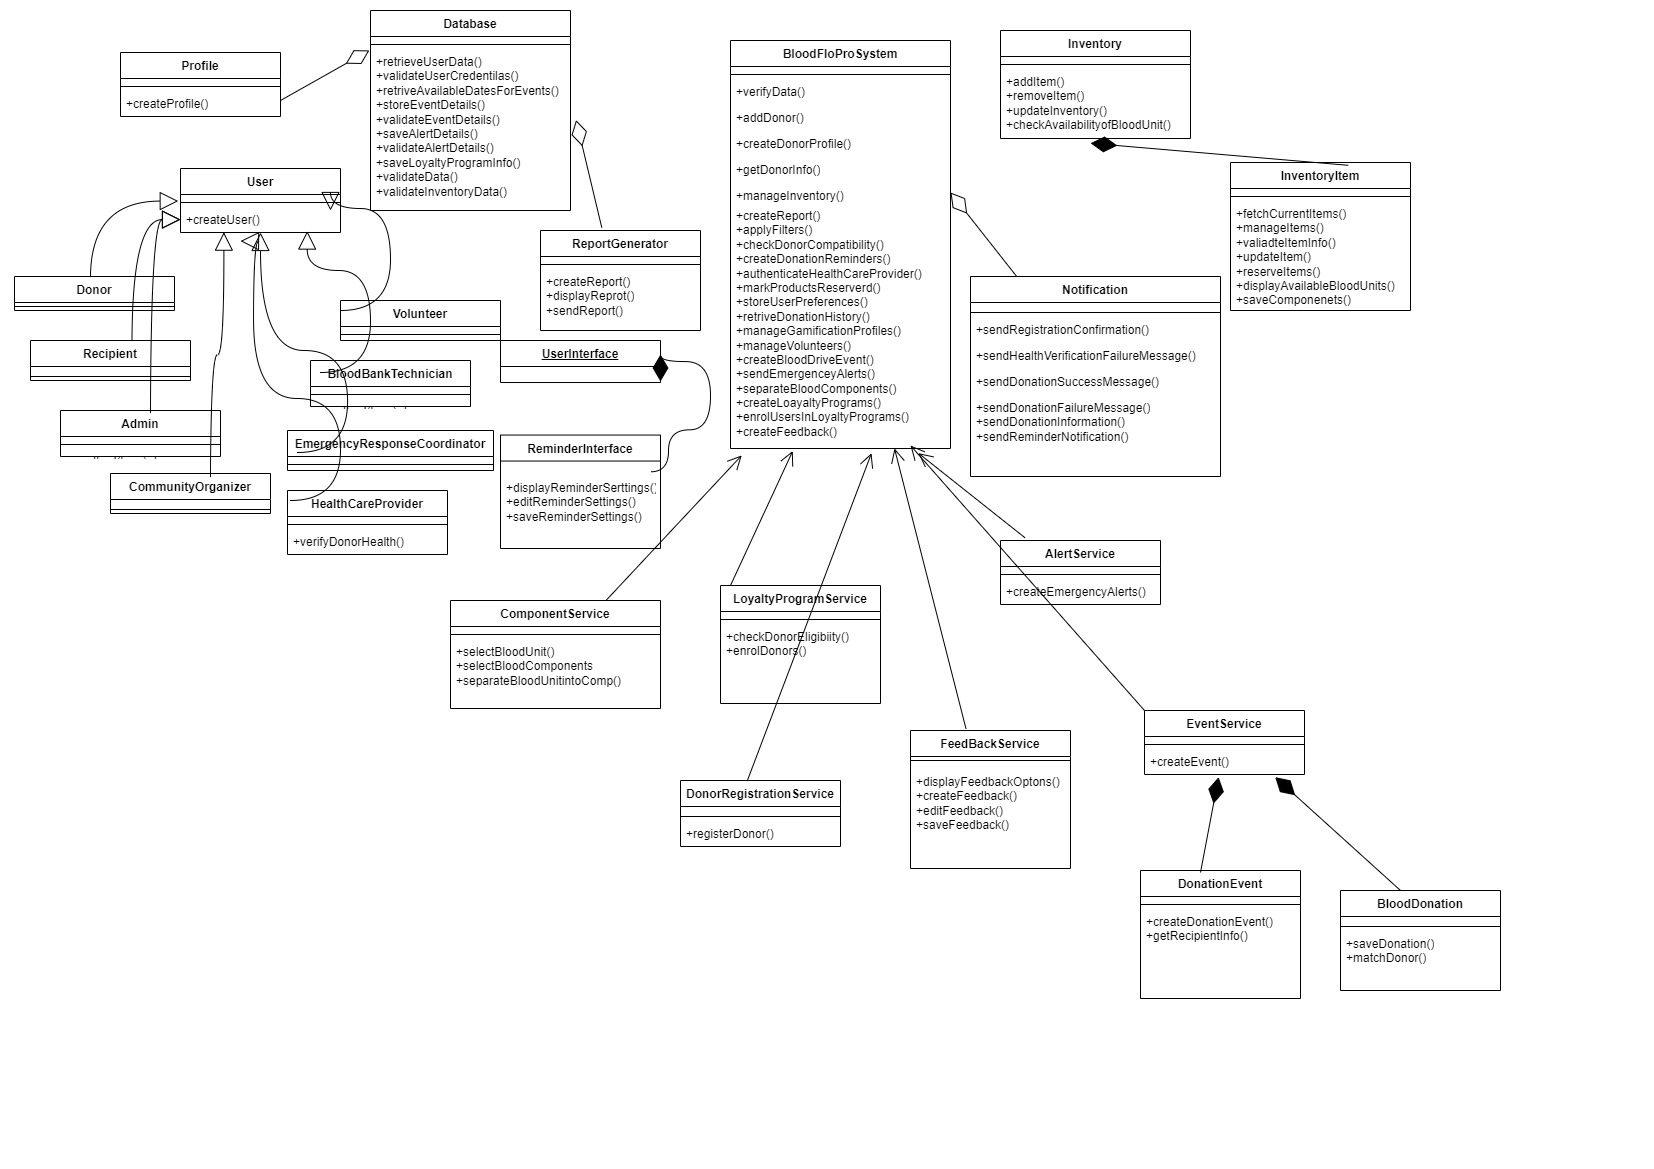 Database
+retrieveUserData()
+validateUserCredentilas()
+retriveAvailableDatesForEvents()
+storeEventDetails()
+validateEventDetails()
+saveAlertDetails()
+validateAlertDetails()
+saveLoyaltyProgramInfo()
+validateData()
+validateInventoryData()
Profile
+createProfile()
User
+createUser()
Donor
Recipient
Admin
CommunityOrganizer
Volunteer
BloodBankTechnician
EmergencyResponseCoordinator
HealthCareProvider
+verifyDonorHealth()
ReportGenerator
+createReport()
+displayReprot()
+sendReport()
UserInterface
ReminderInterface
+displayReminderSerttings()
+editReminderSettings()
+saveReminderSettings()
BloodFloProSystem
+verifyData()
+addDonor()
+createDonorProfile()
+getDonorInfo()
+manageInventory()
+createReport()
+applyFilters()
+checkDonorCompatibility()
+createDonationReminders()
+authenticateHealthCareProvider()
+markProductsReserverd()
+storeUserPreferences()
+retriveDonationHistory()
+manageGamificationProfiles()
+manageVolunteers()
+createBloodDriveEvent()
+sendEmergenceyAlerts()
+separateBloodComponents()
+createLoayaltyPrograms()
+enrolUsersInLoyaltyPrograms()
+createFeedback()
Inventory
+addItem()
+removeItem()
+updateInventory()
+checkAvailabilityofBloodUnit()
InventoryItem
+fetchCurrentItems()
+manageItems()
+valiadteItemInfo()
+updateItem()
+reserveItems()
+displayAvailableBloodUnits()
+saveComponenets()
Notification
+sendRegistrationConfirmation()
+sendHealthVerificationFailureMessage()
+sendDonationSuccessMessage()
+sendDonationFailureMessage()
+sendDonationInformation()
+sendReminderNotification()
ComponentService
+selectBloodUnit()
+selectBloodComponents
+separateBloodUnitintoComp()
LoyaltyProgramService
+checkDonorEligibiity()
+enrolDonors()
AlertService
+createEmergencyAlerts()
DonorRegistrationService
+registerDonor()
FeedBackService
+displayFeedbackOptons()
+createFeedback()
+editFeedback()
+saveFeedback()
EventService
+createEvent()
DonationEvent
+createDonationEvent()
+getRecipientInfo()
BloodDonation
+saveDonation()
+matchDonor()